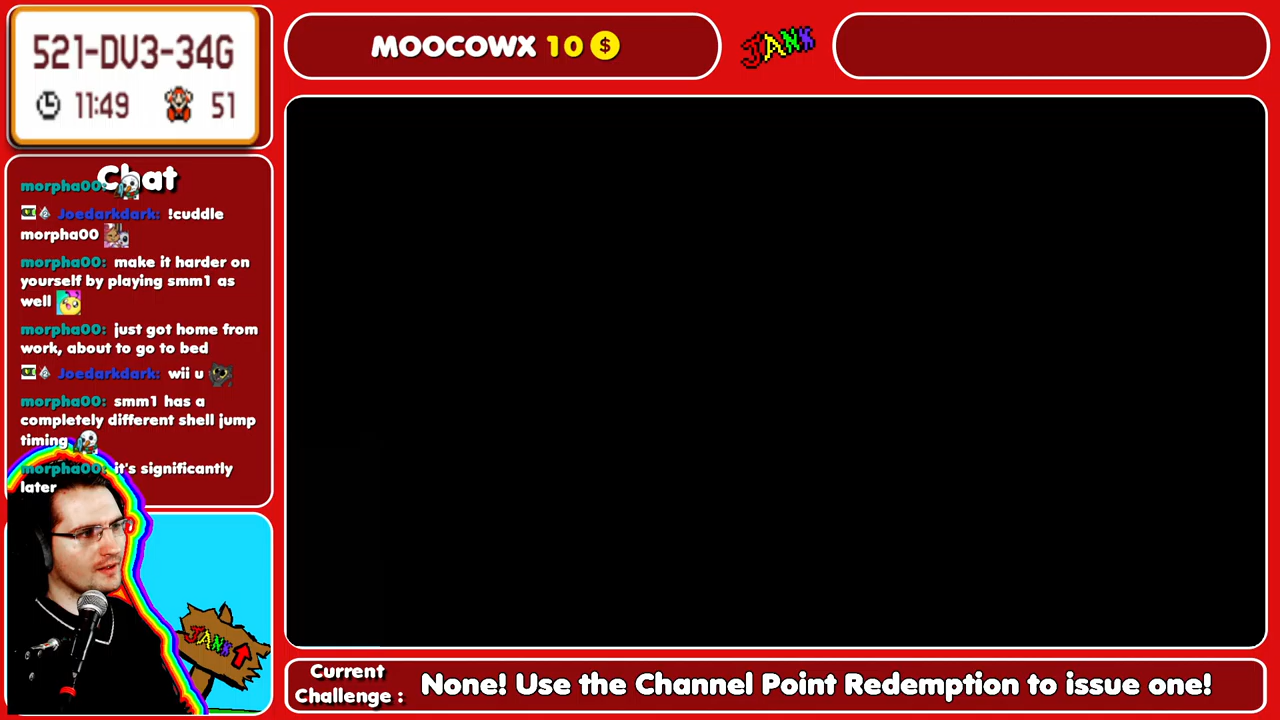 521-DV3-34G
11:49 51
MOOCOWX 10 $
JANK
Chat
morpha00:
Joedarkdark: !cuddle
morpha00
morpha00: make it harder on
yourself by playing smm1 as
well
morpha00: just got home from
work, about to go to bed
Joedarkdark: wii u
morpha00: smm1 has a
completely different shell jump
timing
morpha00: it's significantly
later
JANK
Current
Challenge :
None! Use the Channel Point Redemption to issue one!